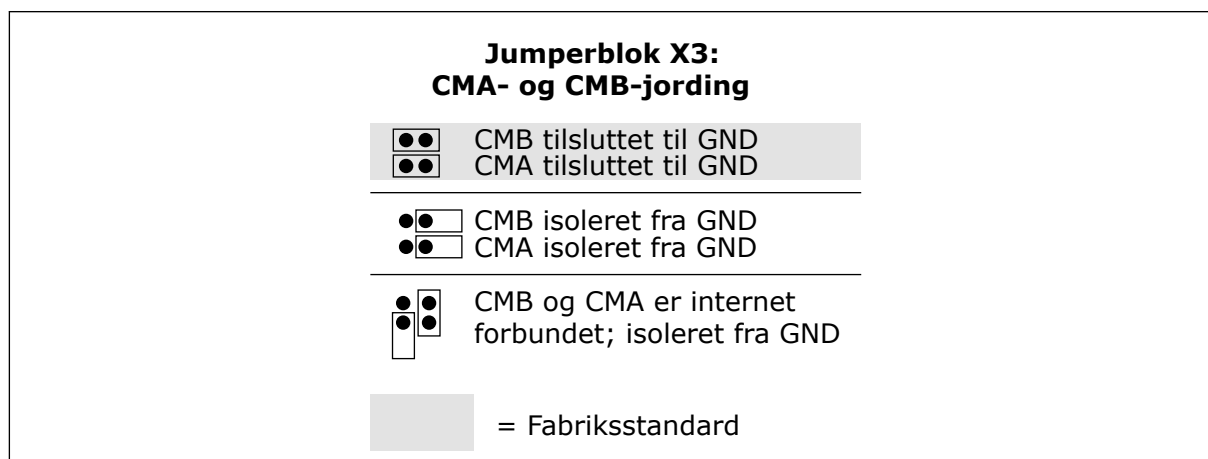 Jumperblok X3:
CMA- og CMB-jording
CMB tilsluttet til GND
CMA tilsluttet til GND
CMB isoleret fra GND
CMA isoleret fra GND
CMB og CMA er internet
forbundet; isoleret fra GND
= Fabriksstandard